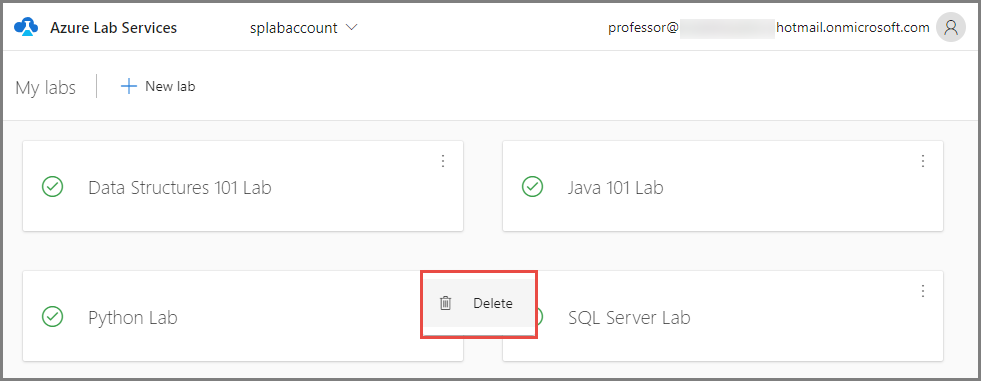 Azure Lab Services splabaccount professor@ hotmail.onmicrosoft.com
My labs New lab
Data Structures 101 Lab Java 101 Lab
Delete
Python Lab SQL Server Lab